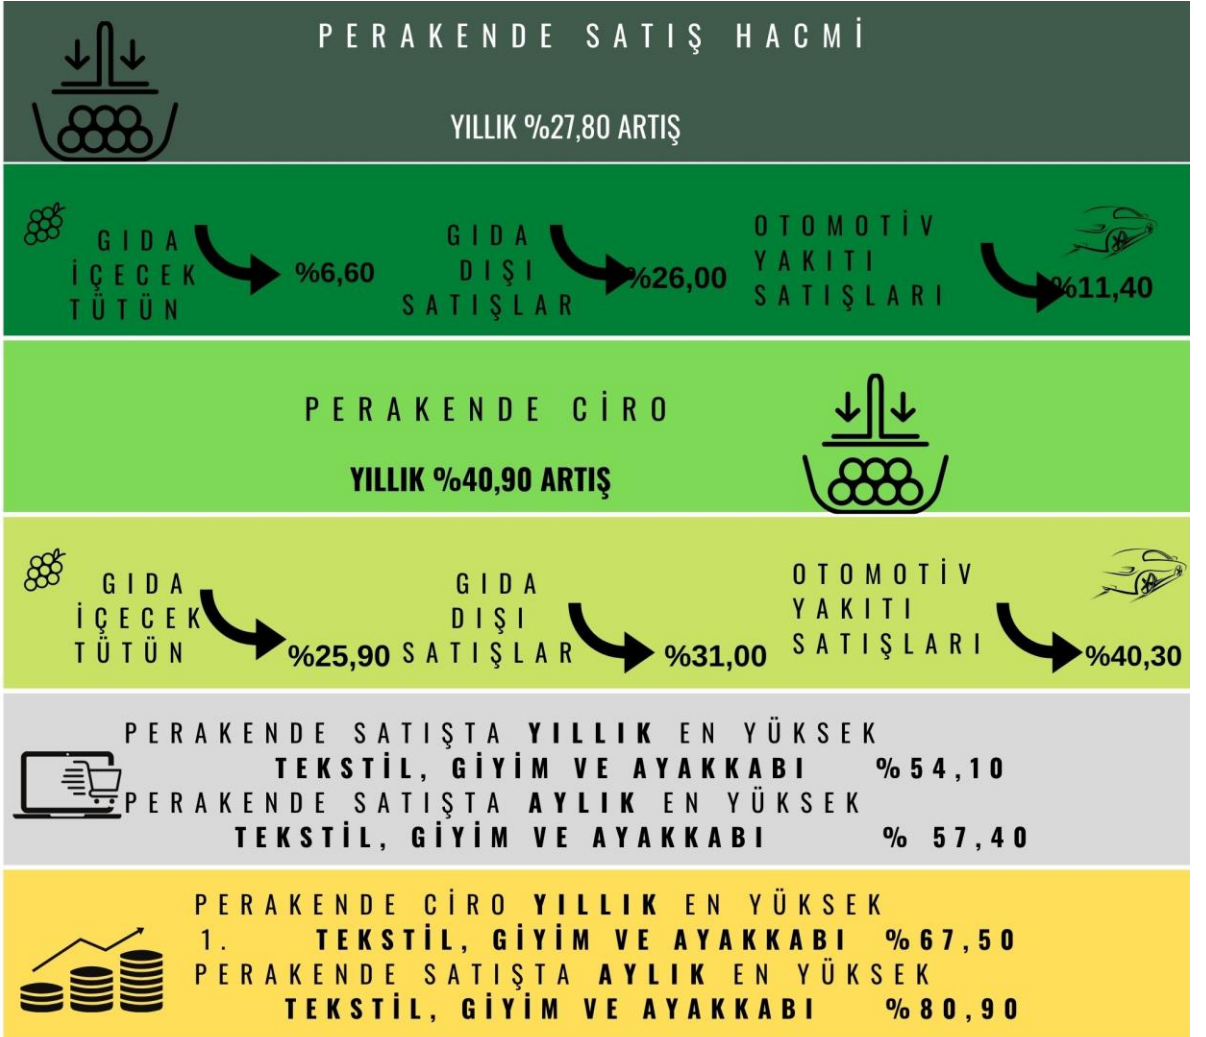 PERAKENDE SATIŞ HACMİ
YILLIK %27,80 ARTIŞ
GIDA
İÇECEK
TÜTÜN
%6,60
GIDA
DIŞI
SATIŞLAR
%26,00
OTOMOTİV
YAKITI
SATIŞLARI
%11,40
PERAKENDE CİRO
YILLIK %40,90 ARTIŞ
GIDA
İÇECEK
TÜTÜN
%25,90
GIDA
DIŞI
SATIŞLAR
%31,00
OTOMOTİV
YAKITI
SATIŞLARI
%40,30
PERAKENDE SATIŞTA YILLIK EN YÜKSEK
TEKSTİL, GİYİM VE AYAKKABI %54,10
PERAKENDE SATIŞTA AYLIK EN YÜKSEK
TEKSTİL, GİYİM VE AYAKKABI % 57,40
PERAKENDE CİRO YILLIK EN YÜKSEK
1. TEKSTİL, GİYİM VE AYAKKABI %67,50
PERAKENDE SATIŞTA AYLIK EN YÜKSEK
TEKSTİL, GİYİM VE AYAKKABI %80,90